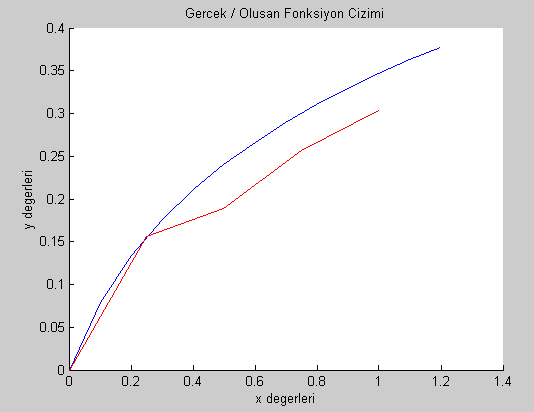 Gercek / Olusan Fonksiyon Cizimi
0.4
0.35
0.3
0.25
0.2
0.15
0.1
0.05
0
y degerleri
0 0.2 0.4 0.6 0.8 1 1.2 1.4
x degerleri